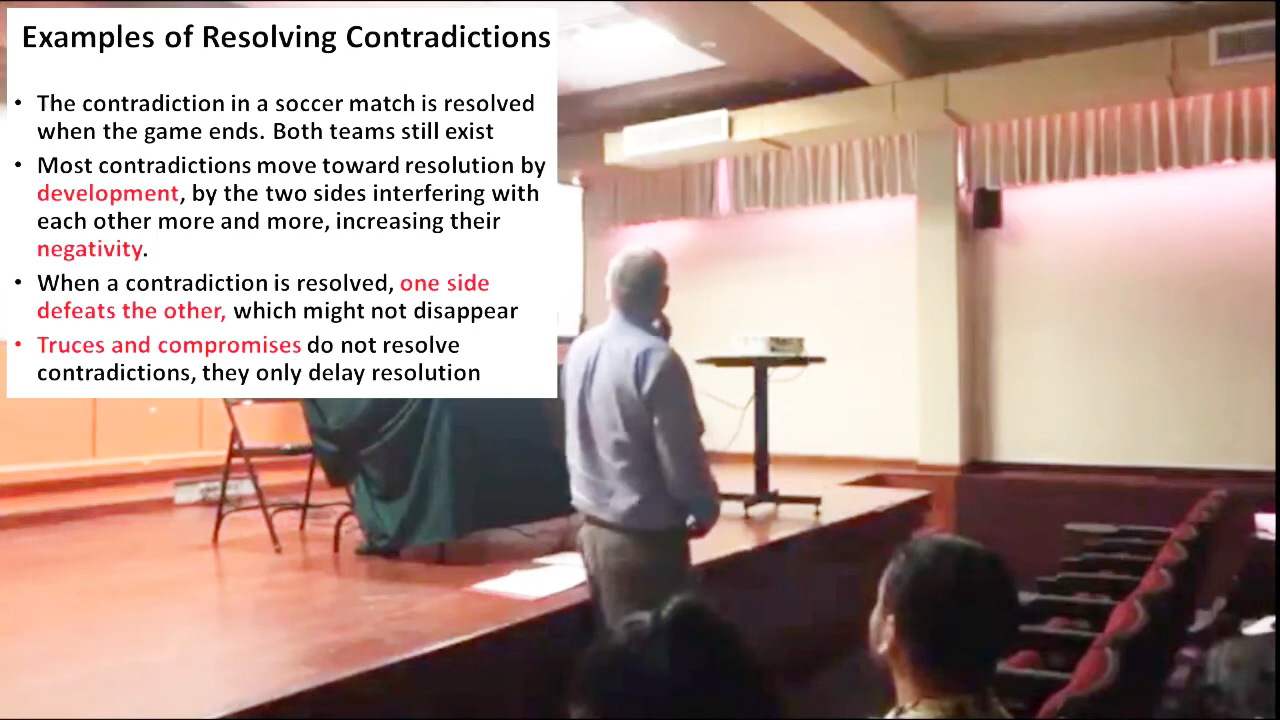 Examples of Resolving Contradictions
• The contradiction in a soccer match is resolved
when the game ends. Both teams still exist
• Most contradictions move toward resolution by
development, by the two sides interfering with
each other more and more, increasing their
negativity.
• When a contradiction is resolved, one side
defeats the other, which might not disappear
• Truces and compromises do not resolve
contradictions, they only delay resolution